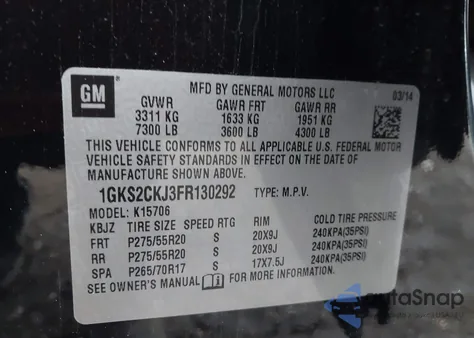 GM
MFD BY GENERAL MOTORS LLC
03/14
GVWR GAWR FRT GAWR RR
3311 KG 1633 KG 1951 KG
7300 LB 3600 LB 4300 LB
THIS VEHICLE CONFORMS TO ALL APPLICABLE U.S. FEDERAL MOTOR
VEHICLE SAFETY STANDARDS IN EFFECT ON THE DATE OF
MANUFACTURE SHOWN ABOVE.
1GKS2CKJ3FR130292 TYPE: M.P.V.
MODEL: K15706
KBJZ TIRE SIZE SPEED RTG RIM COLD TIRE PRESSURE
FRT P275/55R20 S 20X9J 240KPA(35PSI)
RR P275/55R20 S 20X9J 240KPA(35PSI)
SPA P265/70R17 S 17X7.5J 240KPA(35PSI)
SEE OWNER'S MANUAL FOR MORE INFORMATION.
autoSnap